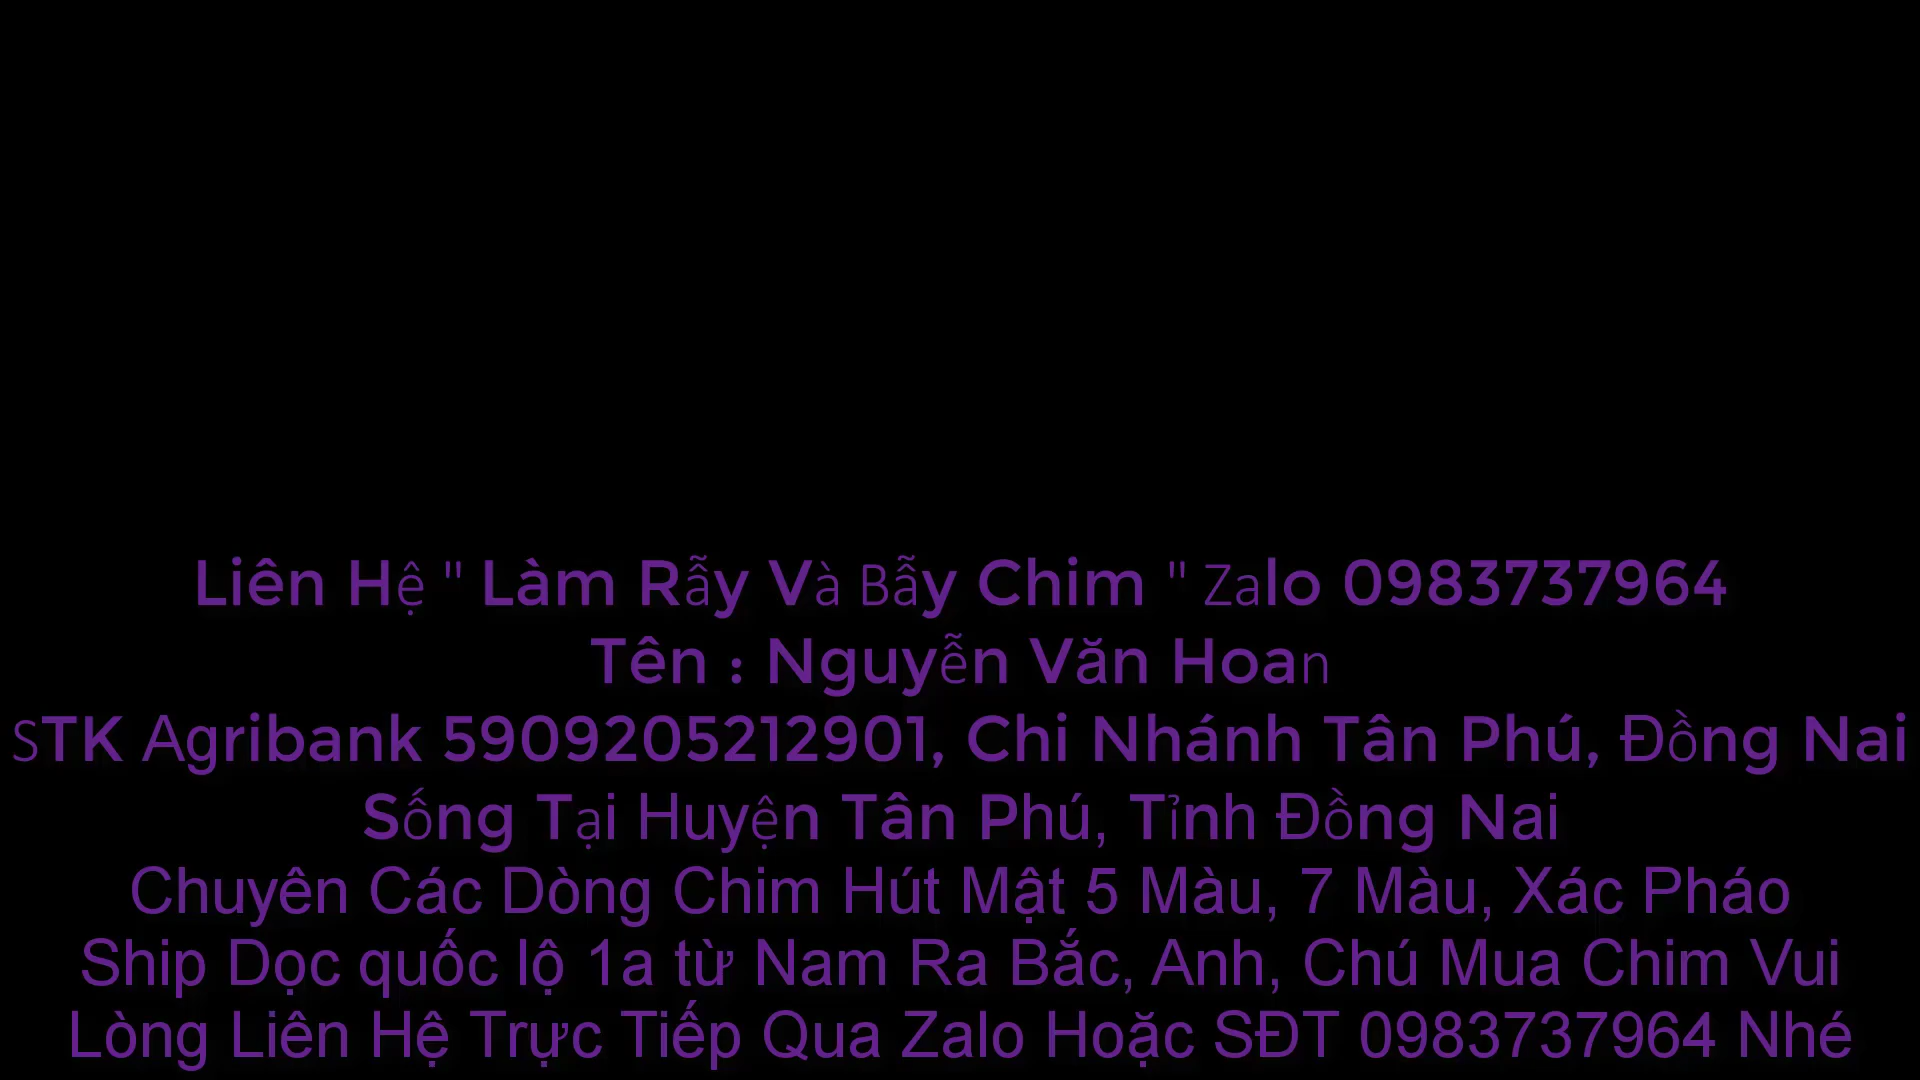 Liên Hệ " Làm Rẫy Và Bẫy Chim " Zalo 0983737964
Tên : Nguyễn Văn Hoan
STK Agribank 5909205212901, Chi Nhánh Tân Phú, Đồng Nai
Sống Tại Huyện Tân Phú, Tỉnh Đồng Nai
Chuyên Các Dòng Chim Hút Mật 5 Màu, 7 Màu, Xác Pháo
Ship Dọc quốc lộ 1a từ Nam Ra Bắc, Anh, Chú Mua Chim Vui
Lòng Liên Hệ Trực Tiếp Qua Zalo Hoặc SĐT 0983737964 Nhé